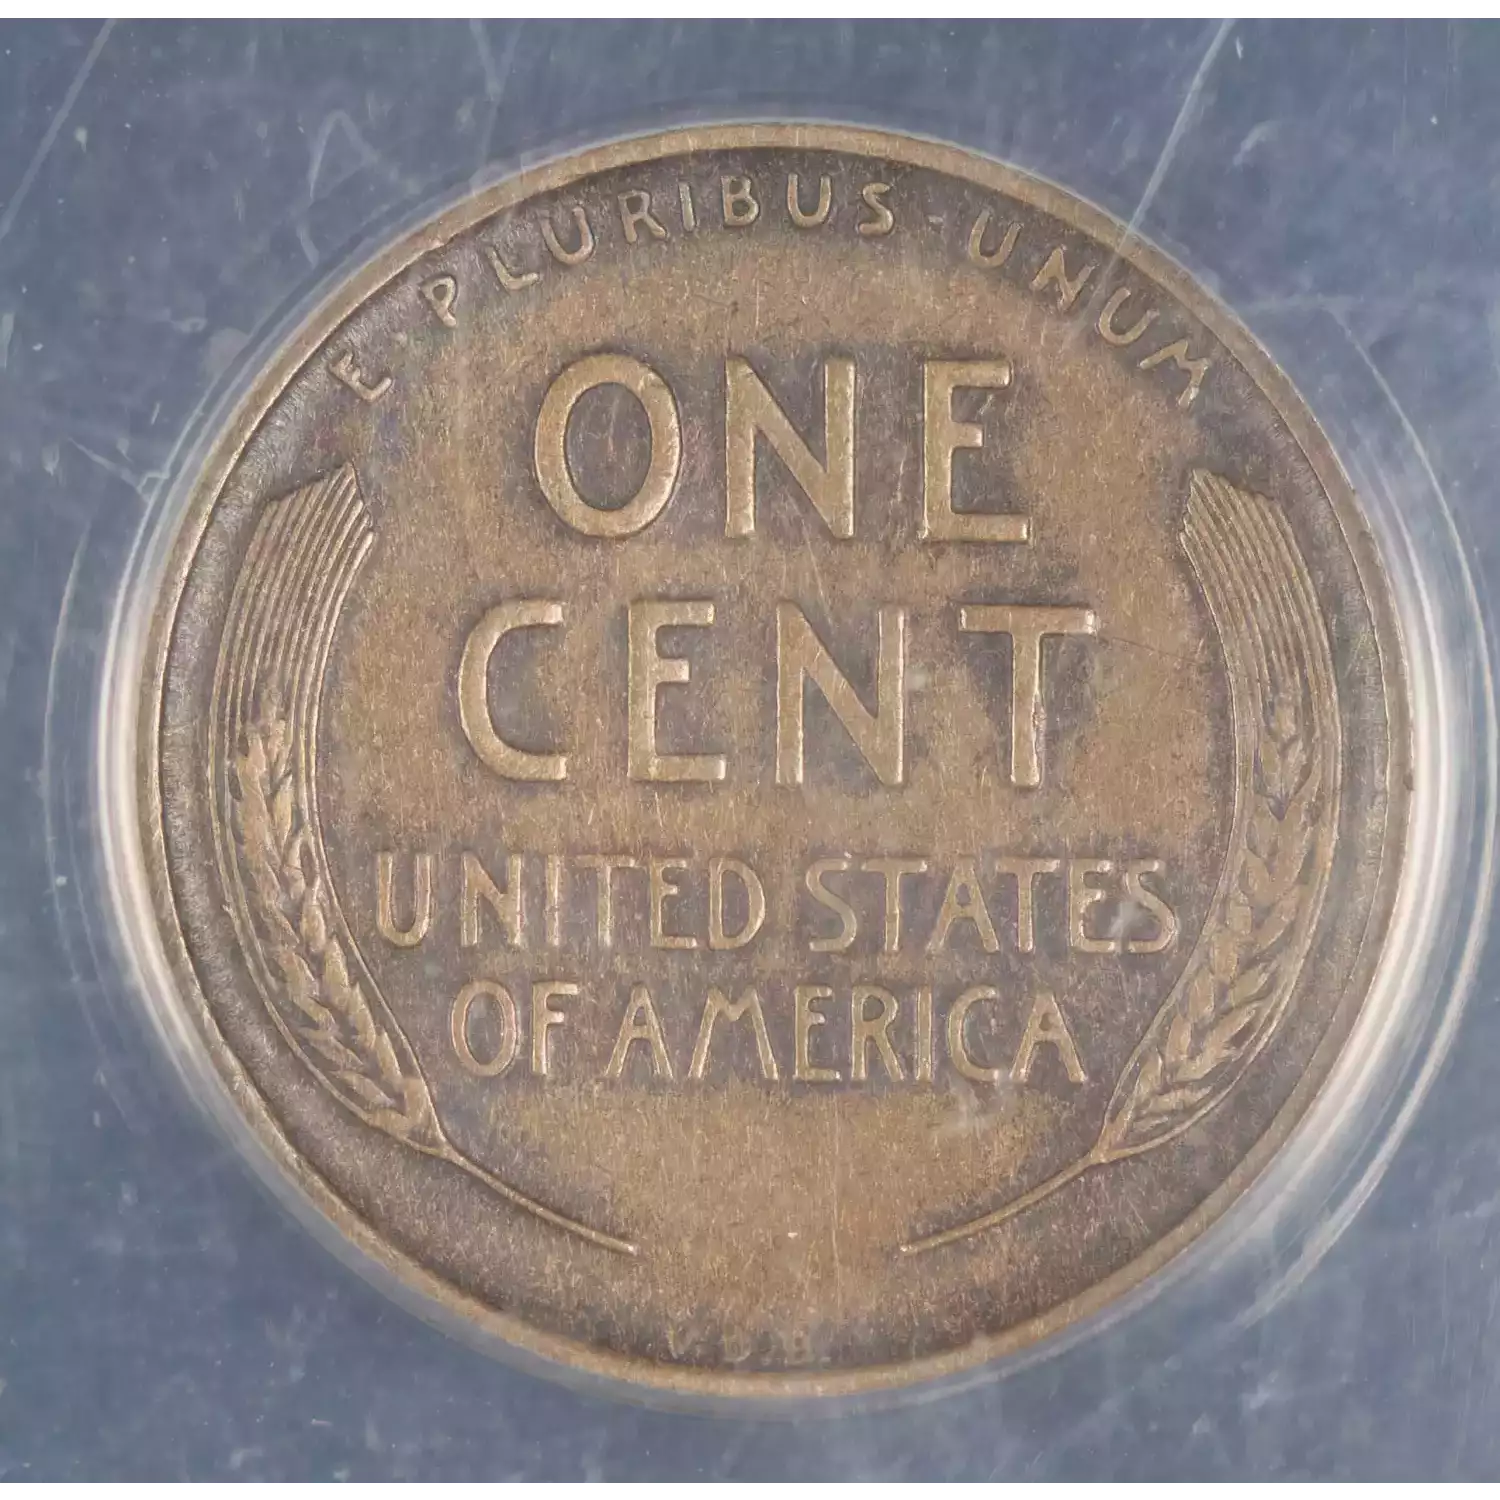 E · PLURIBUS · UNUM
ONE
CENT
UNITED STATES
OF AMERICA
V.D.B.